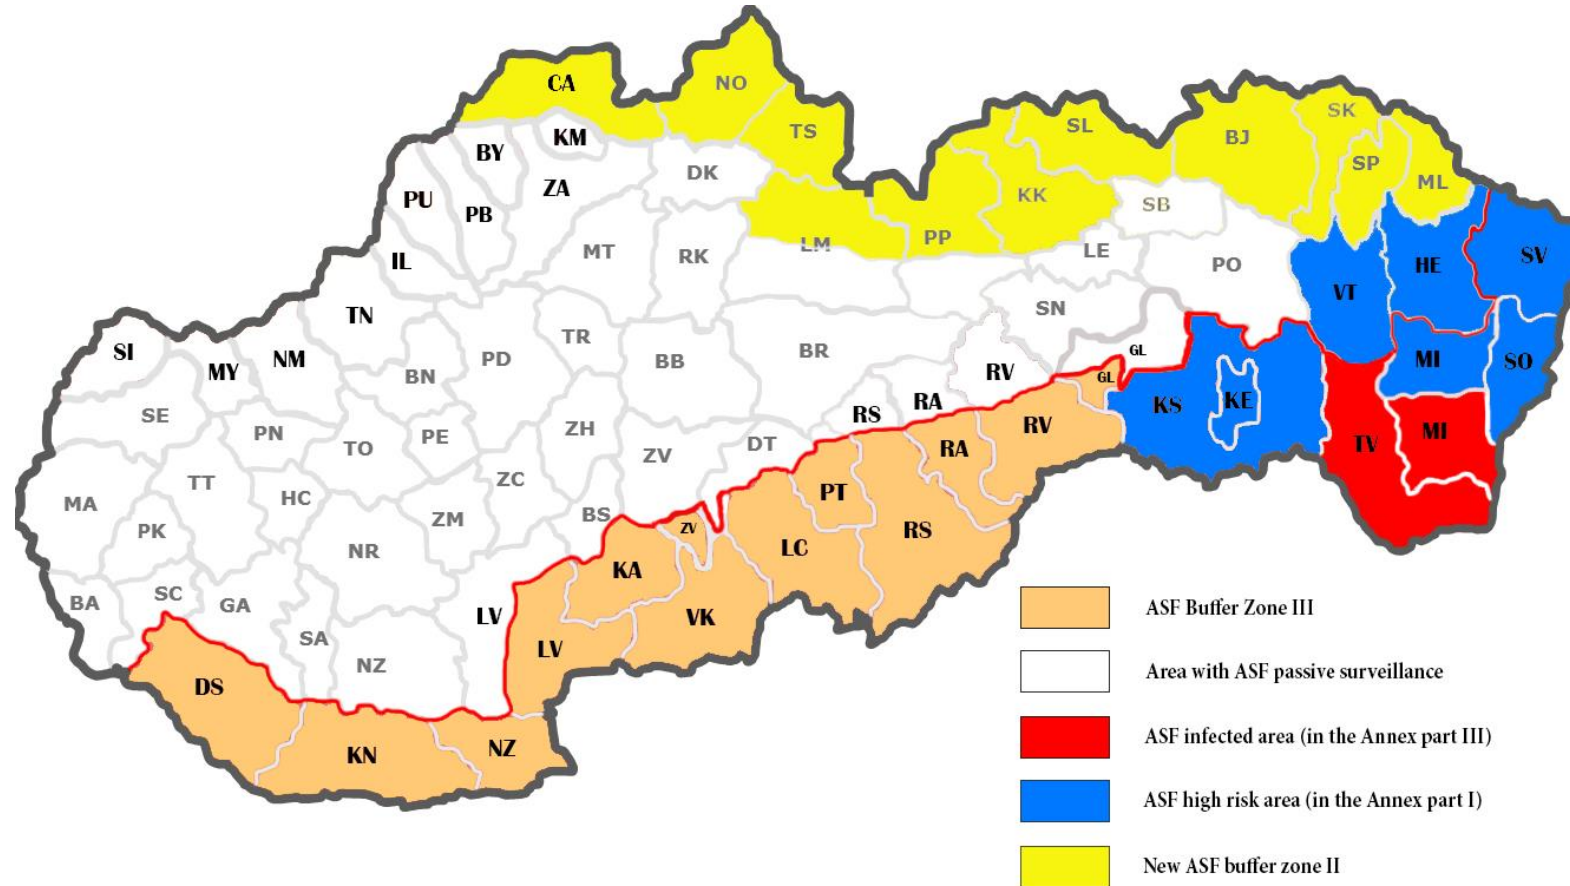 CA
NO
TS
KM
BY
ZA
DK
PU
PB
SL
BJ
SK
SP
ML
KK
SB
LM
PP
LE
MT
RK
IL
PO
HE
SV
VT
TN
SN
SI
MY
NM
PD
TR
BB
BR
BN
RV
GL
GL
MI
SO
SE
PN
TO
PE
ZH
ZV
DT
RS
RA
RV
RA
KS
KE
TV
MI
MA
TT
PK
HC
ZC
ZM
BS
NR
ZV
PT
LC
RS
KA
BA
SC
GA
SA
NZ
LV
LV
VK
DS
KN
NZ
ASF Buffer Zone III
Area with ASF passive surveillance
ASF infected area (in the Annex part III)
ASF high risk area (in the Annex part I)
New ASF buffer zone II